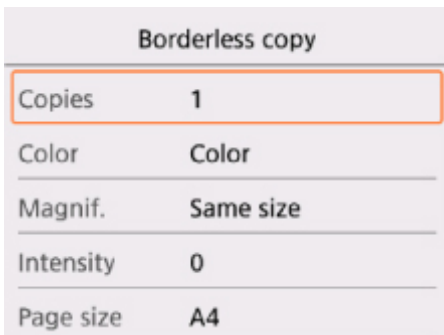 Borderless copy
Copies 1
Color Color
Magnif. Same size
Intensity 0
Page size A4